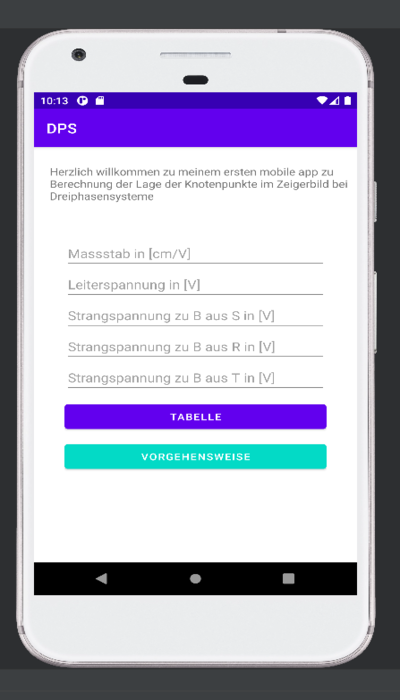 10:13
DPS
Herzlich willkommen zu meinem ersten mobile app zu
Berechnung der Lage der Knotenpunkte im Zeigerbild bei
Dreiphasensysteme
Massstab in [cm/V]
Leiterspannung in [V]
Strangspannung zu B aus S in [V]
Strangspannung zu B aus R in [V]
Strangspannung zu B aus T in [V]
TABELLE
VORGEHENSWEISE